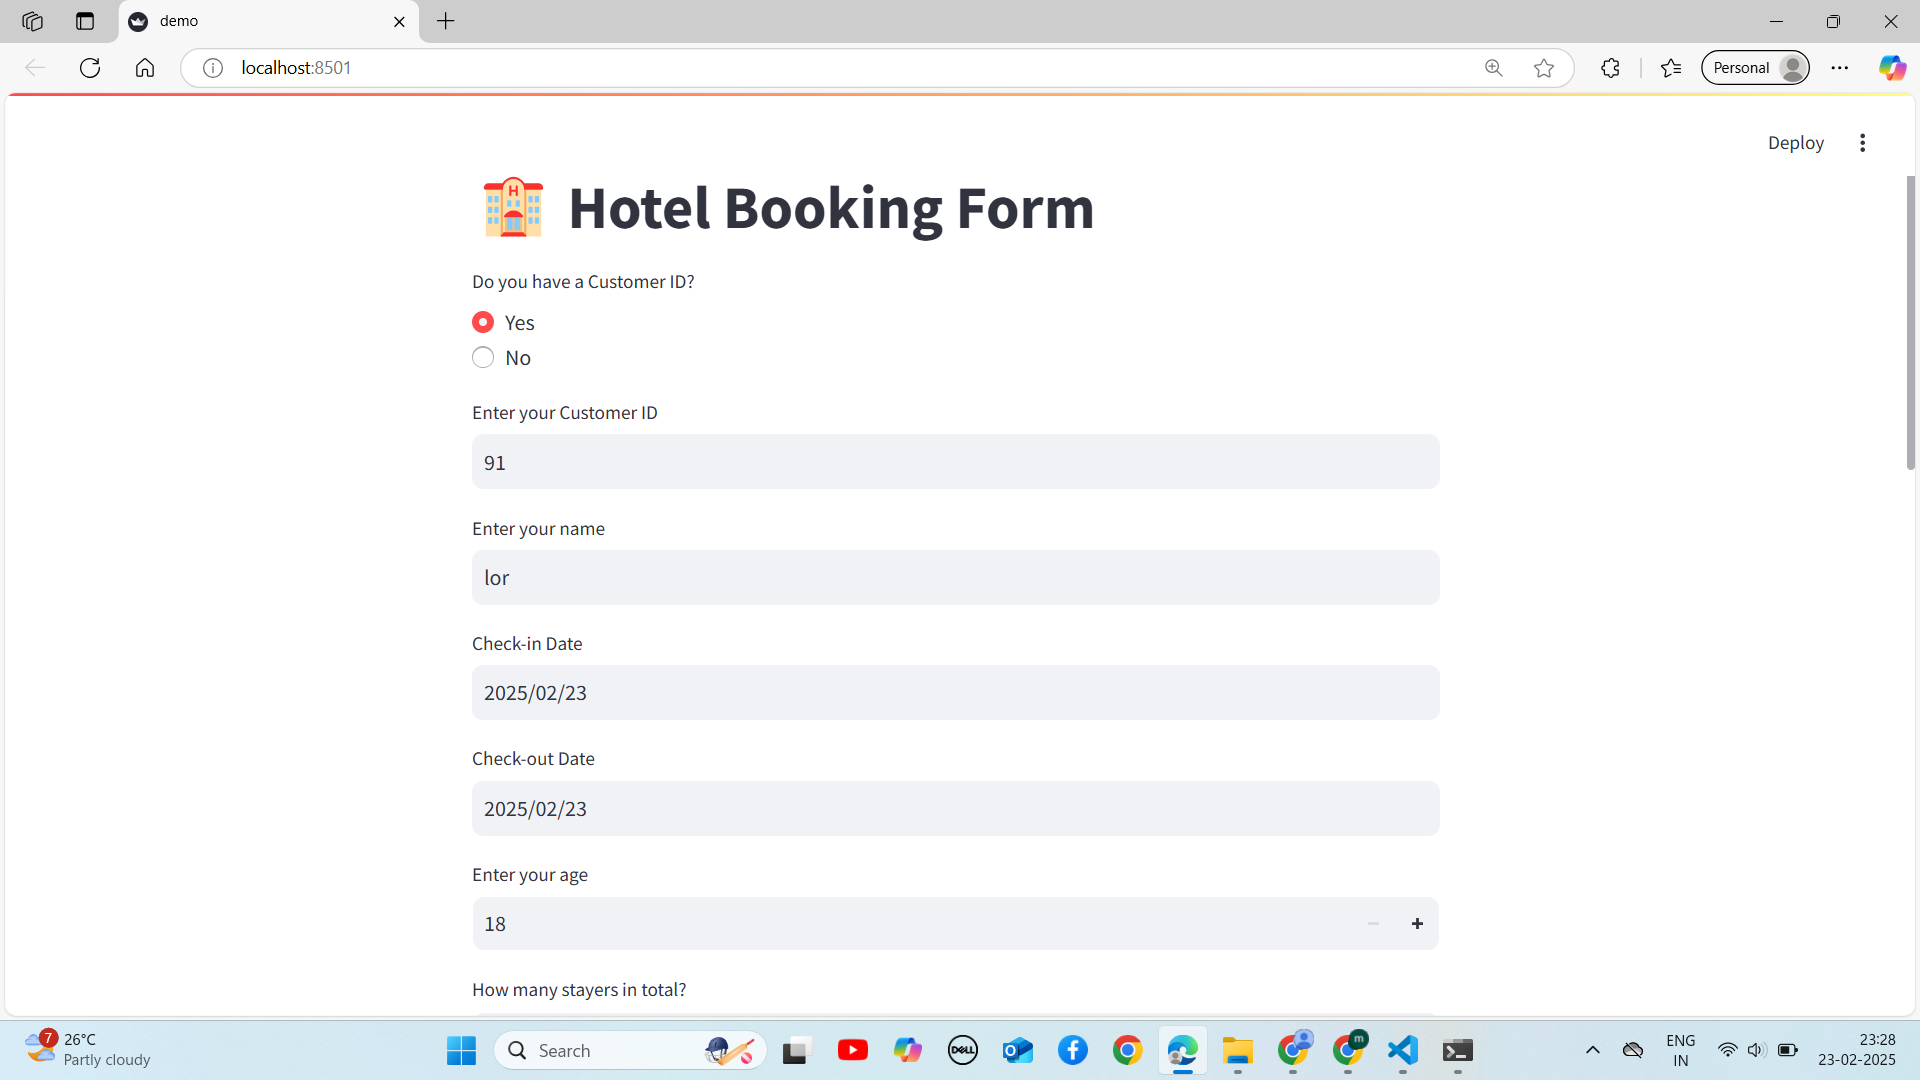 demo
localhost:8501
Personal
Deploy
H
Hotel Booking Form
Do you have a Customer ID?
Yes
No
Enter your Customer ID
91
Enter your name
lor
Check-in Date
2025/02/23
Check-out Date
2025/02/23
Enter your age
18
How many stayers in total?
7
26°C
Partly cloudy
Search
DELL
m
ENG
IN
23:28
23-02-2025